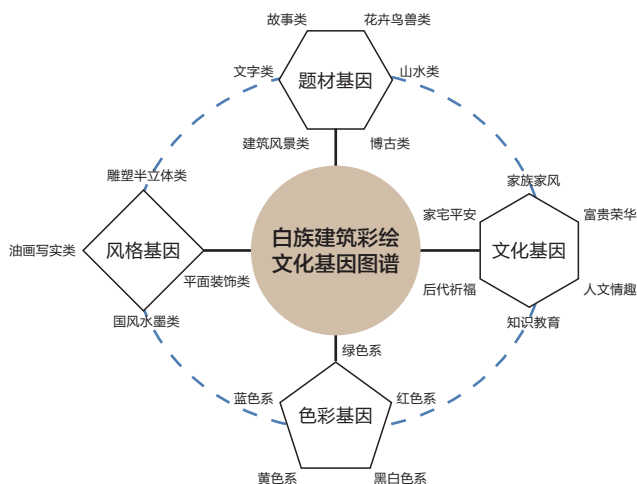 故事类
花卉鸟兽类
文字类
题材基因
山水类
建筑风景类
博古类
雕塑半立体类
油画写实类
风格基因
平面装饰类
国风水墨类
白族建筑彩绘
文化基因图谱
家族家风
家宅平安
富贵荣华
文化基因
后代祈福
人文情趣
知识教育
绿色系
蓝色系
色彩基因
红色系
黄色系
黑白色系